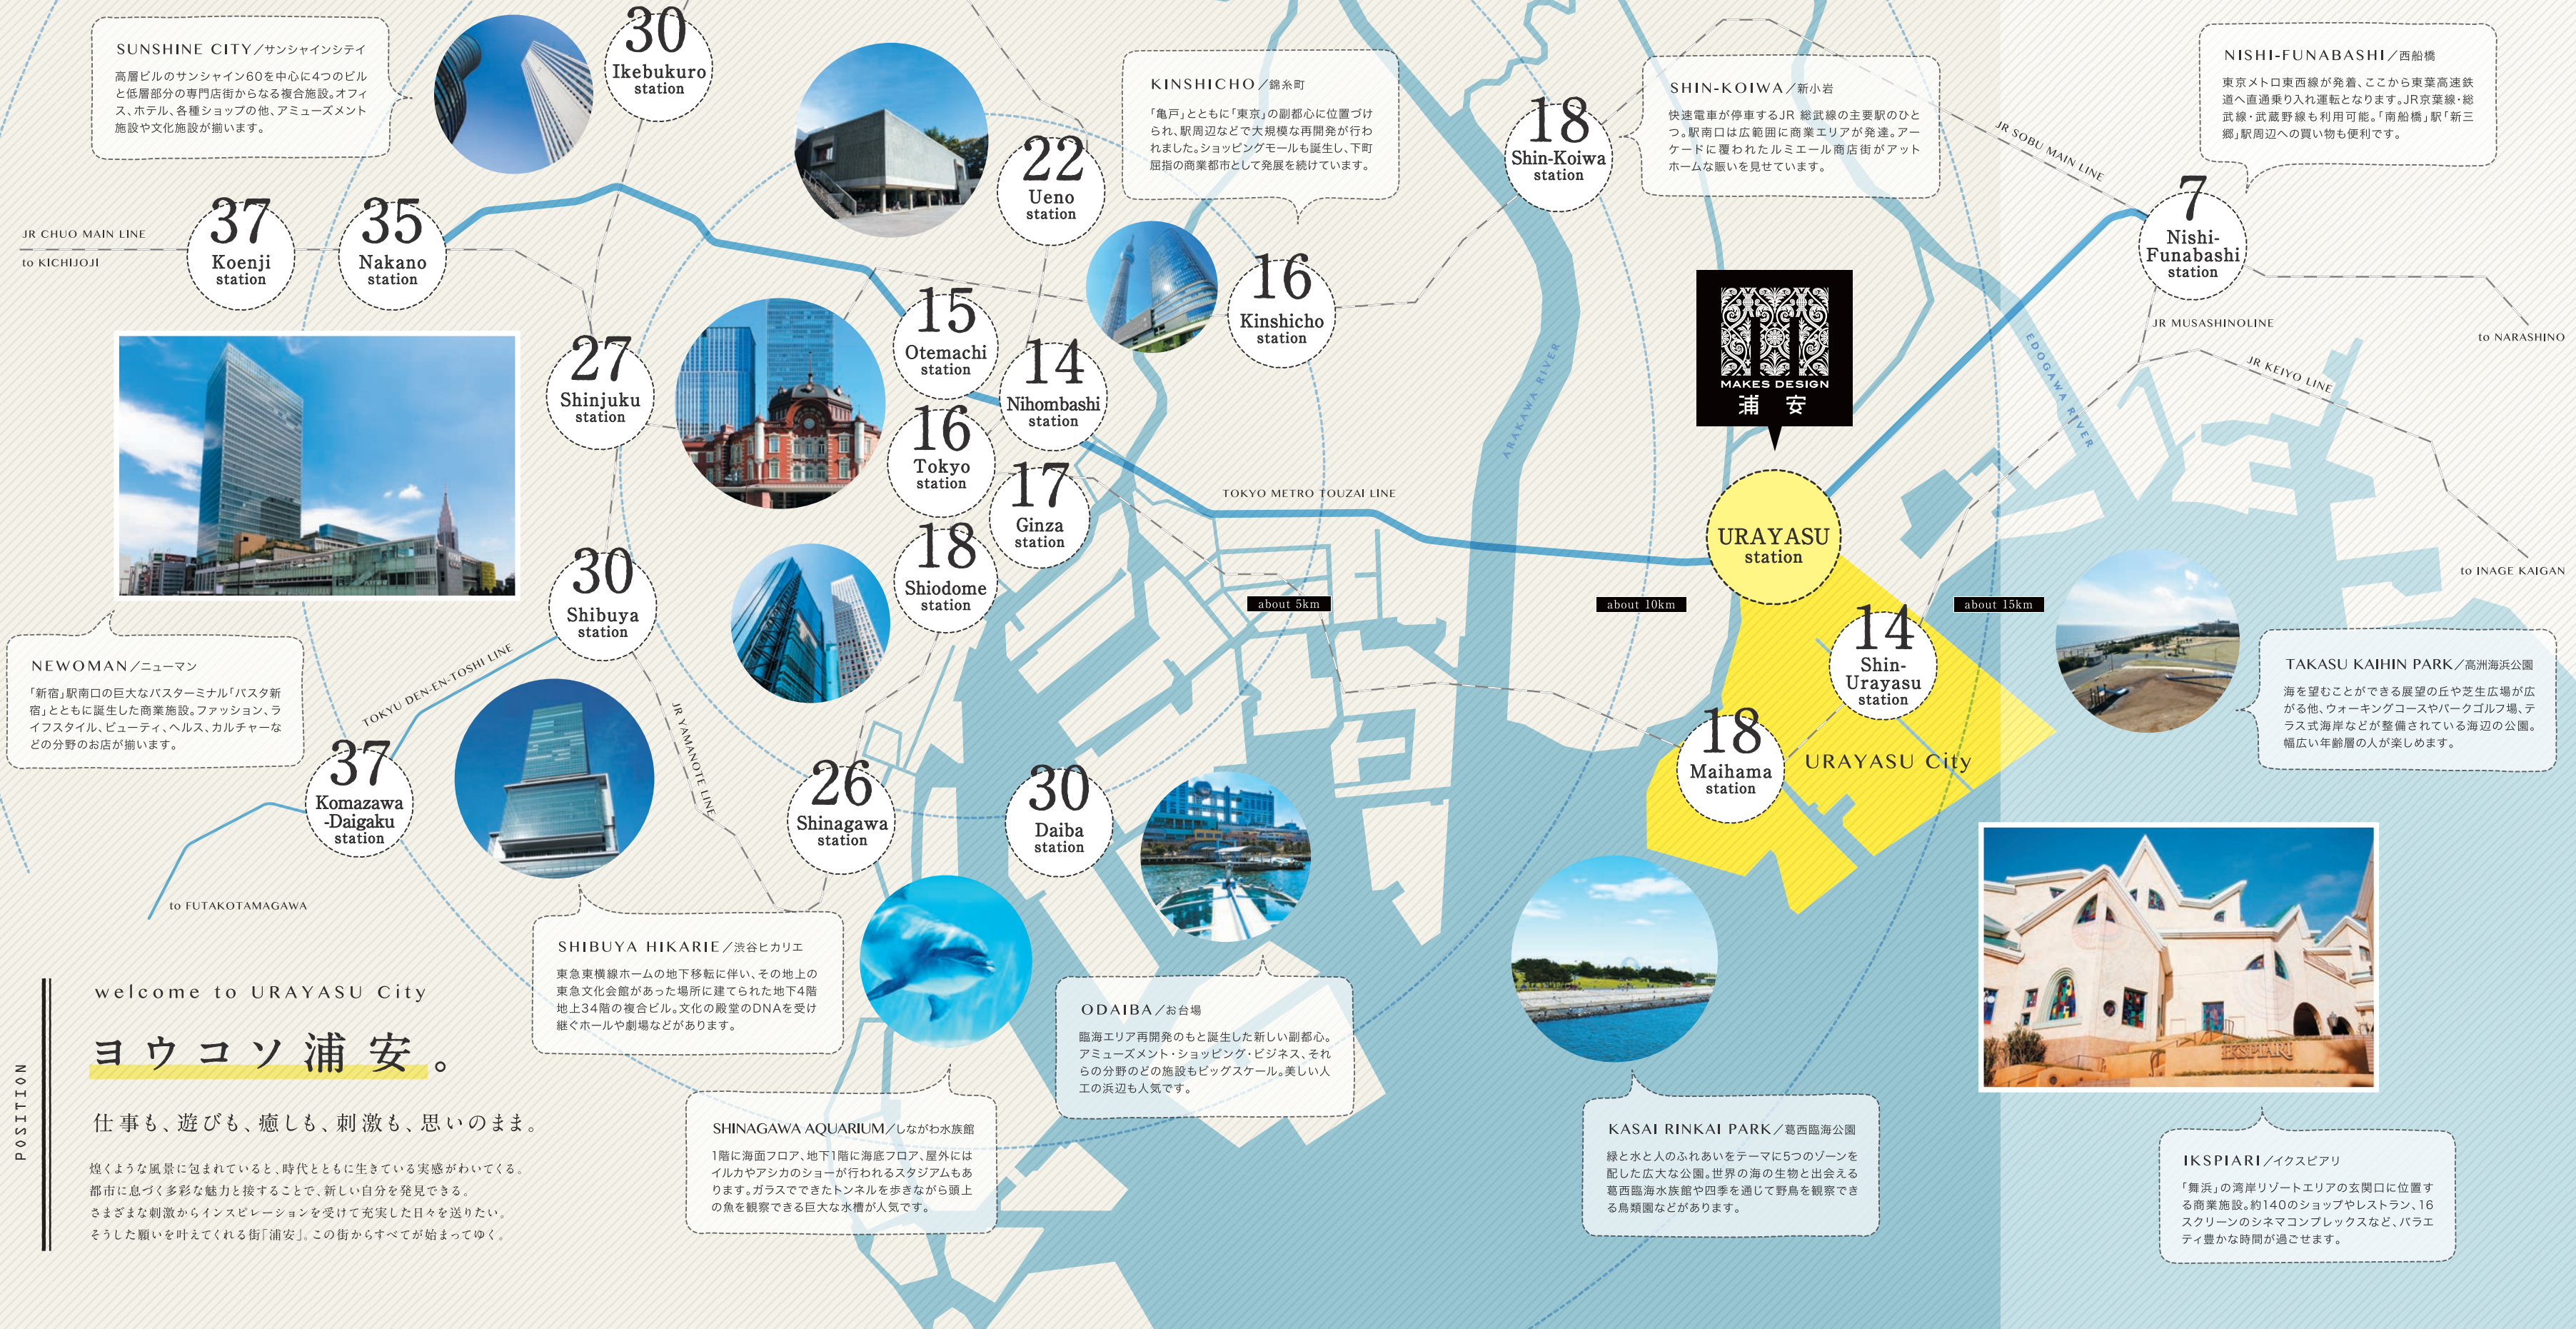 SUNSHINE CITY／サンシャインシテイ
高層ビルのサンシャイン60を中心に4つのビル
と低層部分の専門店街からなる複合施設。オフィ
ス、ホテル、各種ショップの他、アミューズメント
施設や文化施設が揃います。
30
Ikebukuro
station
22
Ueno
station
KINSHICHO／錦糸町
「亀戸」とともに「東京」の副都心に位置づけ
られ、駅周辺などで大規模な再開発が行わ
れました。ショッピングモールも誕生し、下町
屈指の商業都市として発展を続けています。
18
Shin-Koiwa
station
SHIN-KOIWA／新小岩
快速電車が停車するJR 総武線の主要駅のひと
つ。駅南口は広範囲に商業エリアが発達。アー
ケードに覆われたルミエール商店街がアット
ホームな賑いを見せています。
JR SOBU MAIN LINE
NISHI-FUNABASHI／西船橋
東京メトロ東西線が発着、ここから東葉高速鉄
道へ直通乗り入れ運転となります。JR京葉線・総
武線・武蔵野線も利用可能。「南船橋」駅「新三
郷」駅周辺への買い物も便利です。
7
Nishi-
Funabashi
station
JR CHUO MAIN LINE
to KICHIJOJI
37
Koenji
station
35
Nakano
station
27
Shinjuku
station
15
Otemachi
station
14
Nihombashi
station
16
Kinshicho
station
16
Tokyo
station
17
Ginza
station
18
Shiodome
station
ARAKAWA RIVER
MAKES DESIGN
浦安
EDOGAWA RIVER
JR MUSASHINOLINE
JR KEIYO LINE
to NARASHINO
to INAGE KAIGAN
TOKYO METRO TOUZAI LINE
URAYASU
station
about 5km
about 10km
about 15km
14
Shin-
Urayasu
station
18
Maihama
station
URAYASU City
TAKASU KAIHIN PARK／高洲海浜公園
海を望むことができる展望の丘や芝生広場が広
がる他、ウォーキングコースやパークゴルフ場、テ
ラス式海岸などが整備されている海辺の公園。
幅広い年齢層の人が楽しめます。
NEWOMAN／ニューマン
「新宿」駅南口の巨大なバスターミナル「バスタ新
宿」とともに誕生した商業施設。ファッション、ラ
イフスタイル、ビューティ、ヘルス、カルチャーな
どの分野のお店が揃います。
30
Shibuya
station
TOKYU DEN-EN-TOSHI LINE
JR YAMANOTE LINE
37
Komazawa
-Daigaku
station
to FUTAKOTAMAGAWA
26
Shinagawa
station
30
Daiba
station
SHIBUYA HIKARIE／渋谷ヒカリエ
東急東横線ホームの地下移転に伴い、その地上の
東急文化会館があった場所に建てられた地下4階
地上34階の複合ビル。文化の殿堂のDNAを受け
継ぐホールや劇場などがあります。
ODAIBA／お台場
臨海エリア再開発のもと誕生した新しい副都心。
アミューズメント・ショッピング・ビジネス、それ
らの分野のどの施設もビッグスケール。美しい人
工の浜辺も人気です。
SHINAGAWA AQUARIUM／しながわ水族館
1階に海面フロア、地下1階に海底フロア、屋外には
イルカやアシカのショーが行われるスタジアムもあ
ります。ガラスでできたトンネルを歩きながら頭上
の魚を観察できる巨大な水槽が人気です。
KASAI RINKAI PARK／葛西臨海公園
緑と水と人のふれあいをテーマに5つのゾーンを
配した広大な公園。世界の海の生物と出会える
葛西臨海水族館や四季を通じて野鳥を観察でき
る鳥類園などがあります。
IKSPIARI
IKSPIARI／イクスピアリ
「舞浜」の湾岸リゾートエリアの玄関口に位置す
る商業施設。約140のショップやレストラン、16
スクリーンのシネマコンプレックスなど、バラエ
ティ豊かな時間が過ごせます。
POSITION
welcome to URAYASU City
ヨウコソ浦安。
仕事も、遊びも、癒しも、刺激も、思いのまま。
煌くような風景に包まれていると、時代とともに生きている実感がわいてくる。
都市に息づく多彩な魅力と接することで、新しい自分を発見できる。
さまざまな刺激からインスピレーションを受けて充実した日々を送りたい。
そうした願いを叶えてくれる街「浦安」。この街からすべてが始まってゆく。